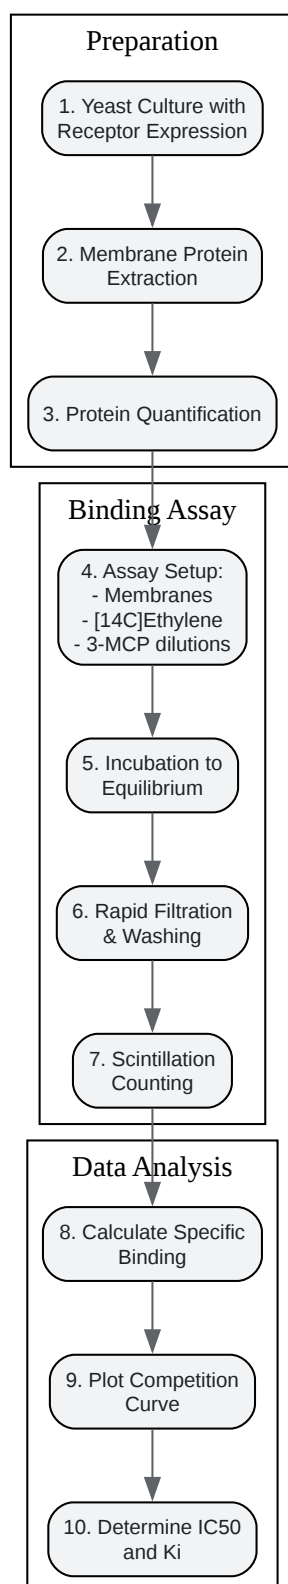 Preparation
1. Yeast Culture with
Receptor Expression
2. Membrane Protein
Extraction
3. Protein Quantification
Binding Assay
4. Assay Setup:
- Membranes
- [14C]Ethylene
- 3-MCP dilutions
5. Incubation to
Equilibrium
6. Rapid Filtration
& Washing
7. Scintillation
Counting
Data Analysis
8. Calculate Specific
Binding
9. Plot Competition
Curve
10. Determine IC50
and Ki